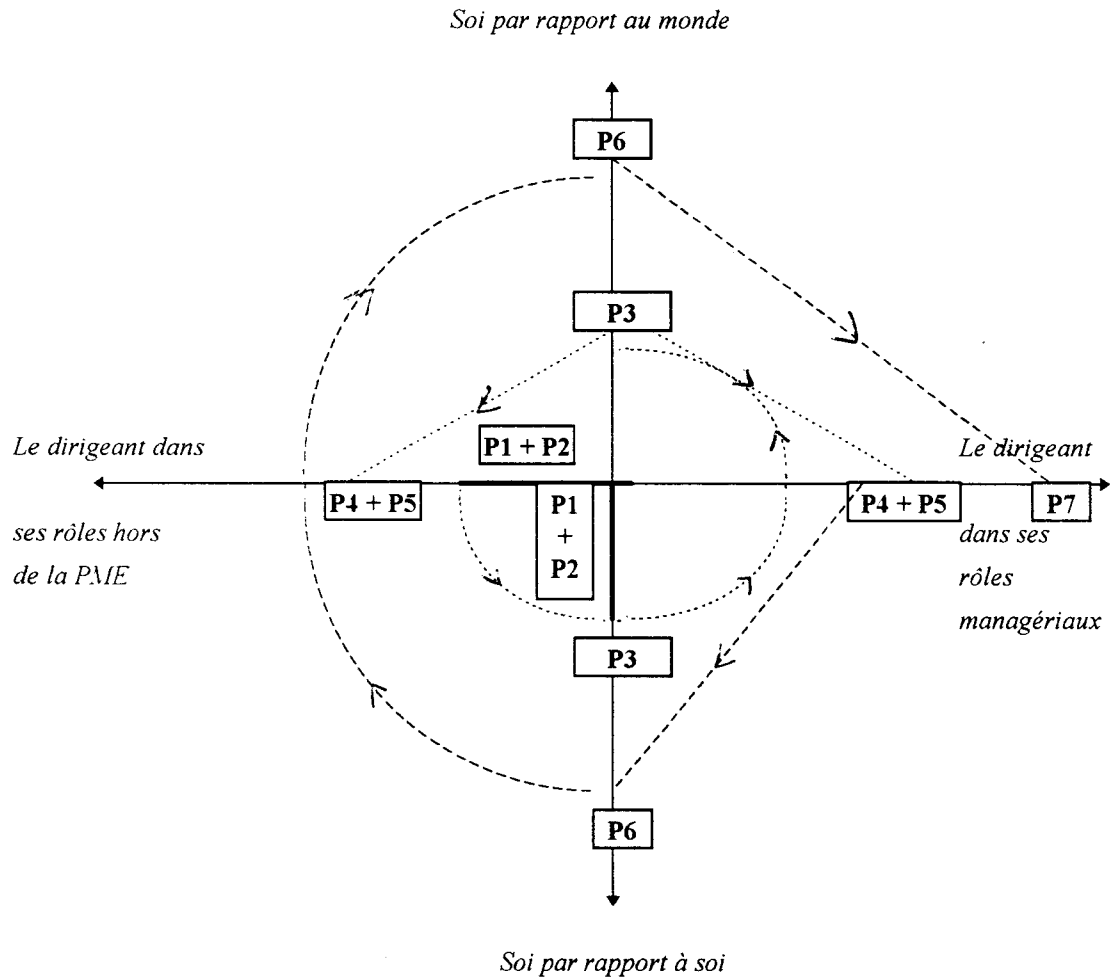 Soi par rapport au monde
P6
P3
Le dirigeant dans
P1 + P2
Le dirigeant
P4 + P5
P1
+
P2
P4 + P5
P7
ses rôles hors
de la PME
dans ses
rôles
managériaux
P3
P6
Soi par rapport à soi